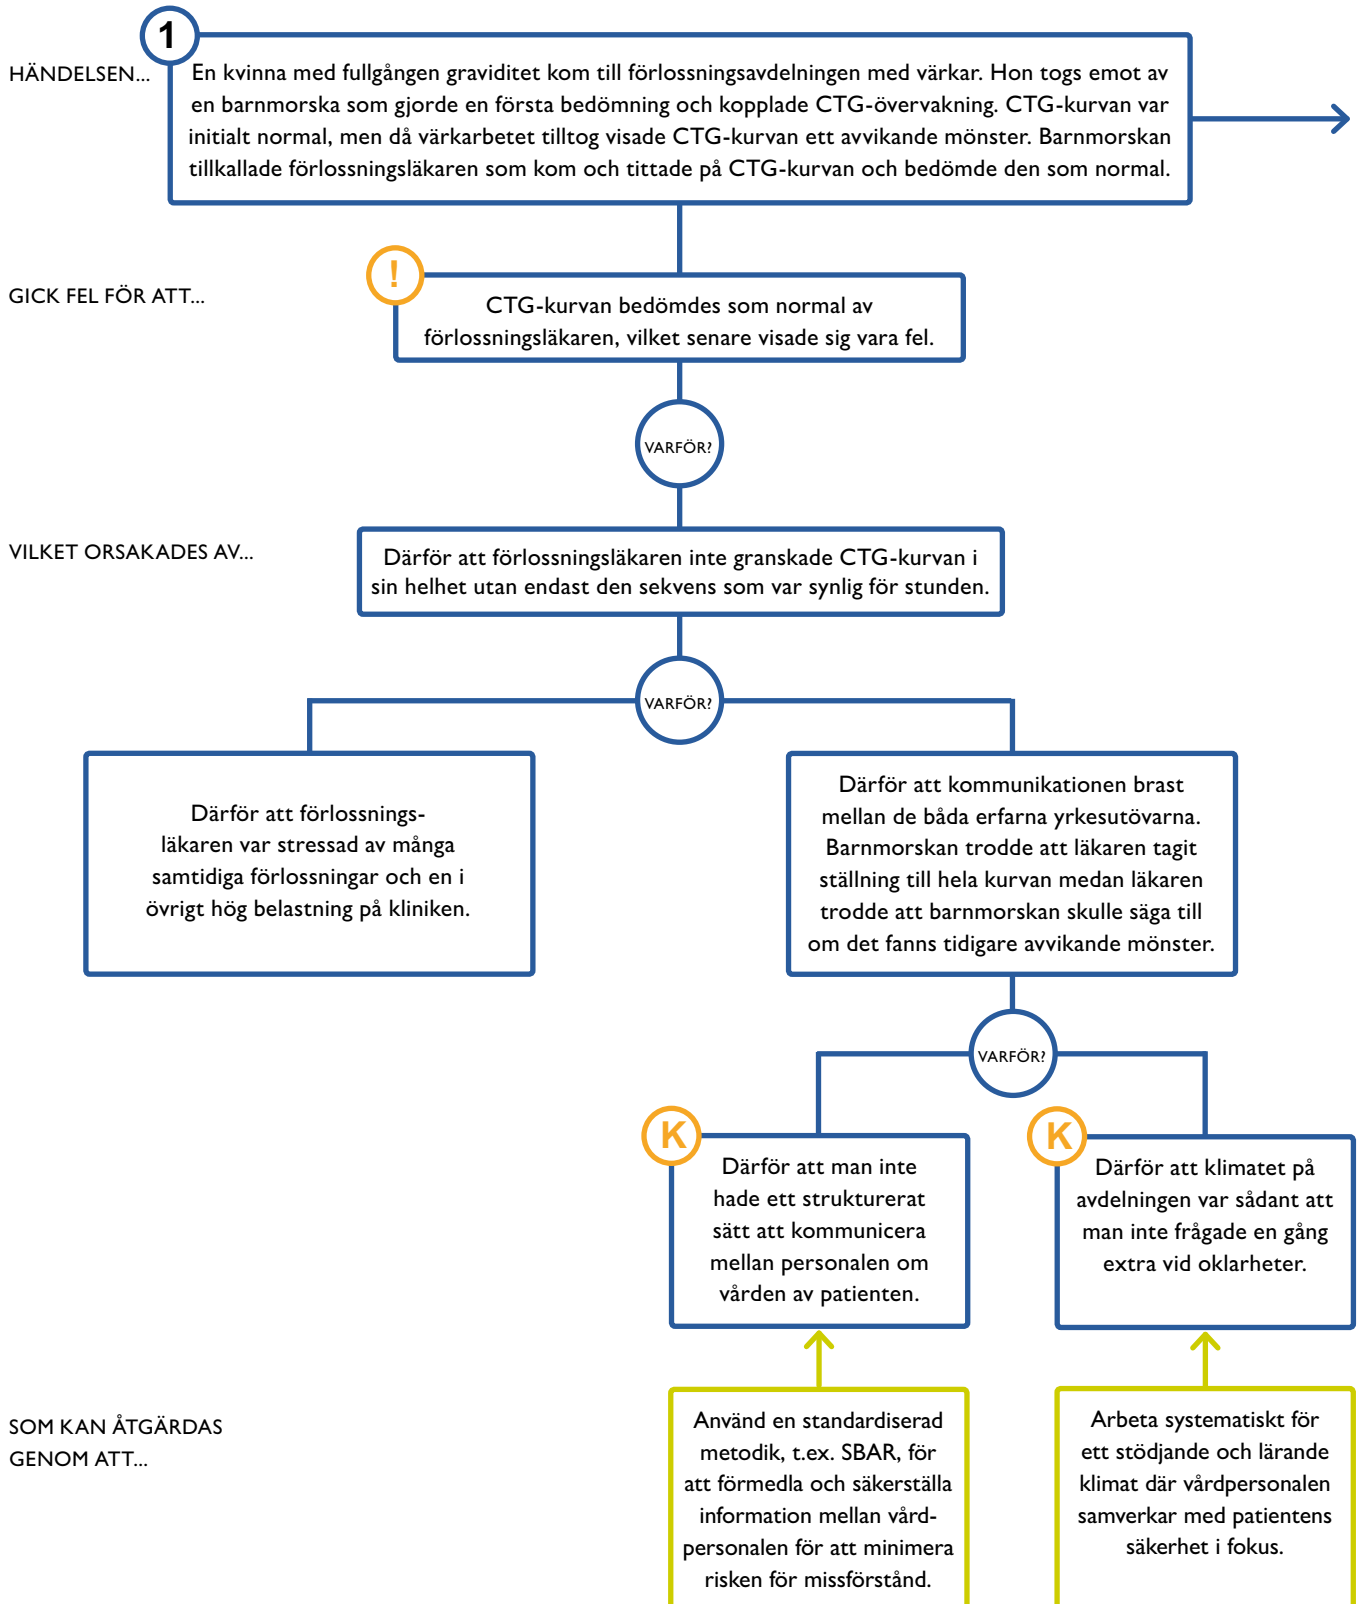 1
HÄNDELSEN...
En kvinna med fullgången graviditet kom till förlossningsavdelningen med värkar. Hon togs emot av
en barnmorska som gjorde en första bedömning och kopplade CTG-övervakning. CTG-kurvan var
initialt normal, men då värkarbetet tilltog visade CTG-kurvan ett avvikande mönster. Barnmorskan
tillkallade förlossningsläkaren som kom och tittade på CTG-kurvan och bedömde den som normal.
!
GICK FEL FÖR ATT...
CTG-kurvan bedömdes som normal av
förlossningsläkaren, vilket senare visade sig vara fel.
VARFÖR?
VILKET ORSAKADES AV...
Därför att förlossningsläkaren inte granskade CTG-kurvan i
sin helhet utan endast den sekvens som var synlig för stunden.
VARFÖR?
Därför att förlossnings-
läkaren var stressad av många
samtidiga förlossningar och en i
övrigt hög belastning på kliniken.
Därför att kommunikationen brast
mellan de båda erfarna yrkesutövarna.
Barnmorskan trodde att läkaren tagit
ställning till hela kurvan medan läkaren
trodde att barnmorskan skulle säga till
om det fanns tidigare avvikande mönster.
VARFÖR?
K
Därför att man inte
hade ett strukturerat
sätt att kommunicera
mellan personalen om
vården av patienten.
K
Därför att klimatet på
avdelningen var sådant att
man inte frågade en gång
extra vid oklarheter.
SOM KAN ÅTGÄRDAS
GENOM ATT...
Använd en standardiserad
metodik, t.ex. SBAR, för
att förmedla och säkerställa
information mellan vård-
personalen för att minimera
risken för missförstånd.
Arbeta systematiskt för
ett stödjande och lärande
klimat där vårdpersonalen
samverkar med patientens
säkerhet i fokus.